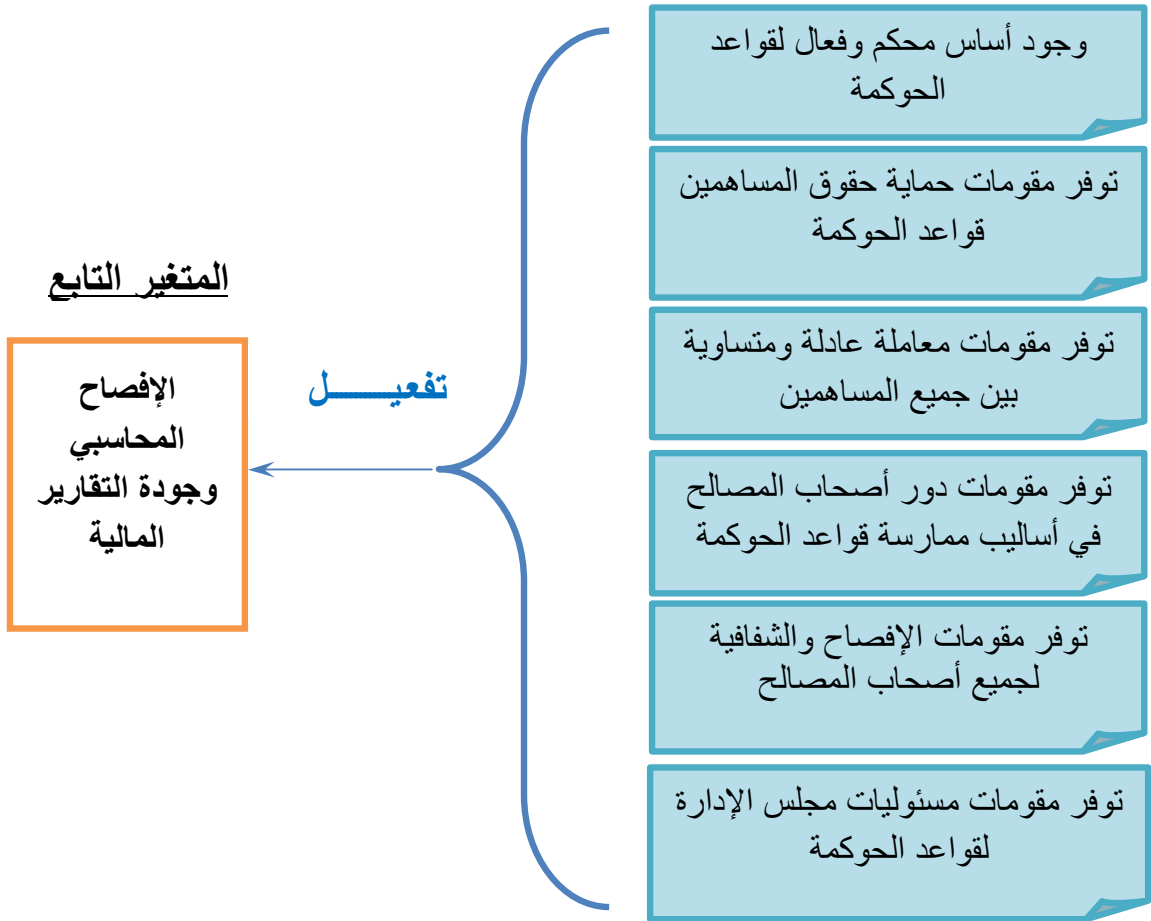 وجود أساس محكم وفعال لقواعد
الحوكمة
توفر مقومات حماية حقوق المساهمين
قواعد الحوكمة
توفر مقومات معاملة عادلة ومتساوية
بين جميع المساهمين
توفر مقومات دور أصحاب المصالح
في أساليب ممارسة قواعد الحوكمة
توفر مقومات الإفصاح والشفافية
لجميع أصحاب المصالح
توفر مقومات مسئوليات مجلس الإدارة
لقواعد الحوكمة
تفعيـــــــل
المتغير التابع
الإفصاح
المحاسبي
وجودة التقارير
المالية